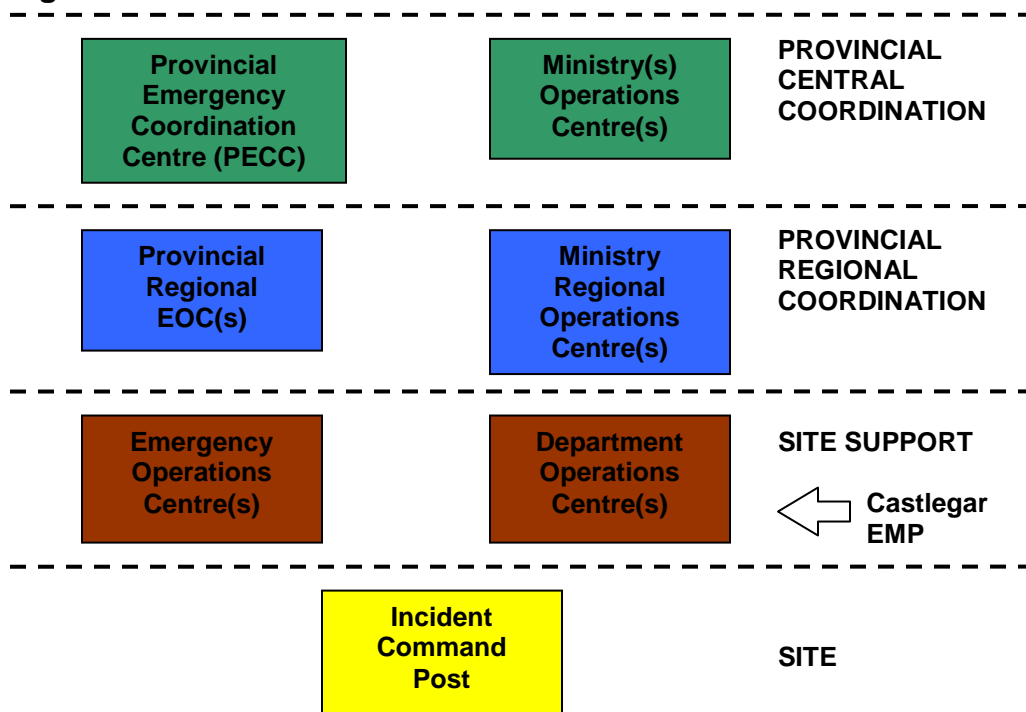 Provincial
Emergency
Coordination
Centre (PECC)
Ministry(s)
Operations
Centre(s)
PROVINCIAL
CENTRAL
COORDINATION
Provincial
Regional
EOC(s)
Ministry
Regional
Operations
Centre(s)
PROVINCIAL
REGIONAL
COORDINATION
Emergency
Operations
Centre(s)
Department
Operations
Centre(s)
SITE SUPPORT
Castlegar
EMP
Incident
Command
Post
SITE